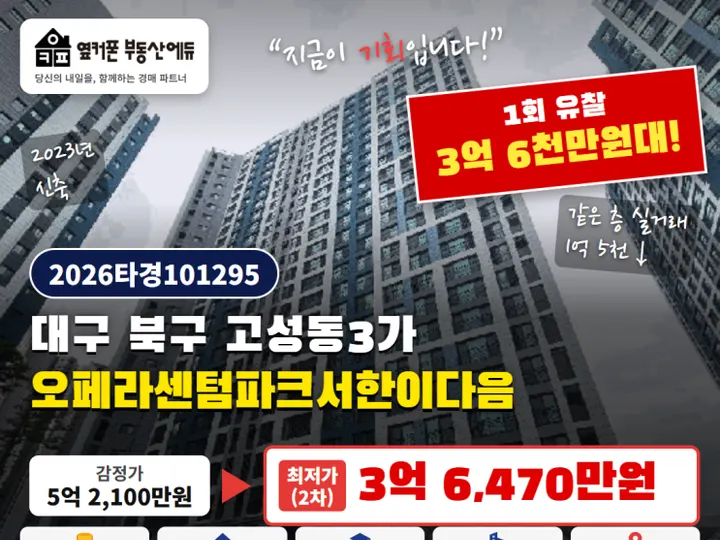 옆커폰 부동산에듀
당신의 내일을, 함께하는 경매 파트너
“지금이 기회입니다!”
1회 유찰
3억 6천만원대!
2023년
신축
같은 층 실거래
1억 5천 ↓
2026타경101295
대구 북구 고성동3가
오페라센텀파크서한이다음
감정가
5억 2,100만원
최저가
(2차)
3억 6,470만원